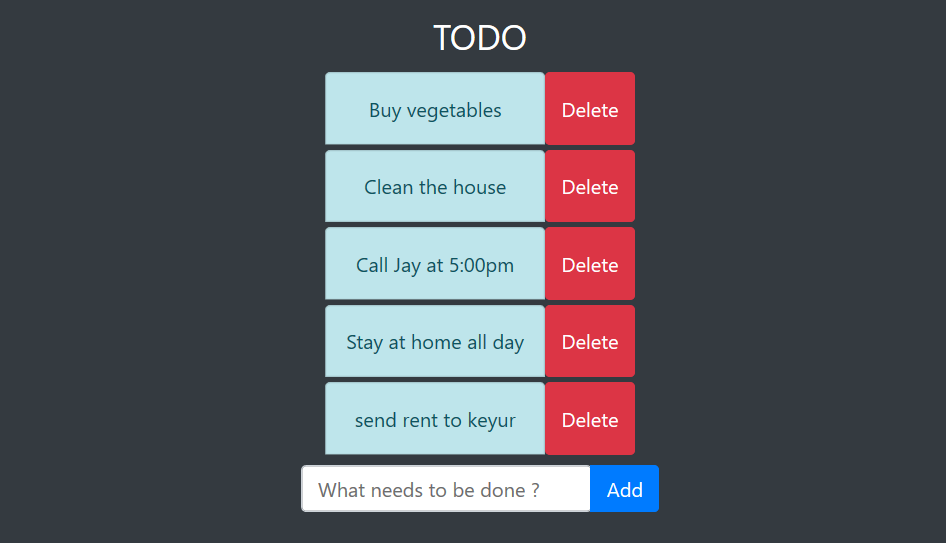 TODO
Buy vegetables Delete
Clean the house Delete
Call Jay at 5:00pm Delete
Stay at home all day Delete
send rent to keyur Delete
What needs to be done ? Add